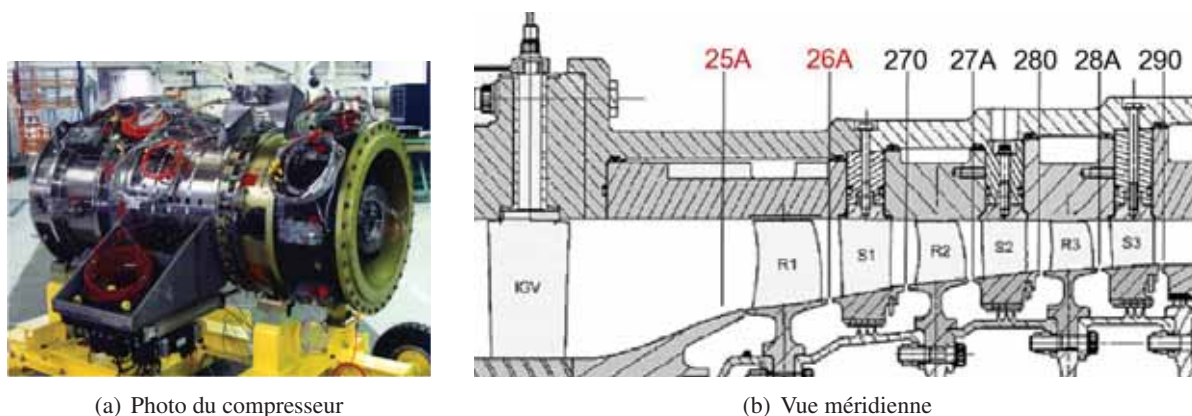 25A 26A 270 27A 280 28A 290
IGV R1 S1 R2 S2 R3 S3
(a) Photo du compresseur
(b) Vue méridienne